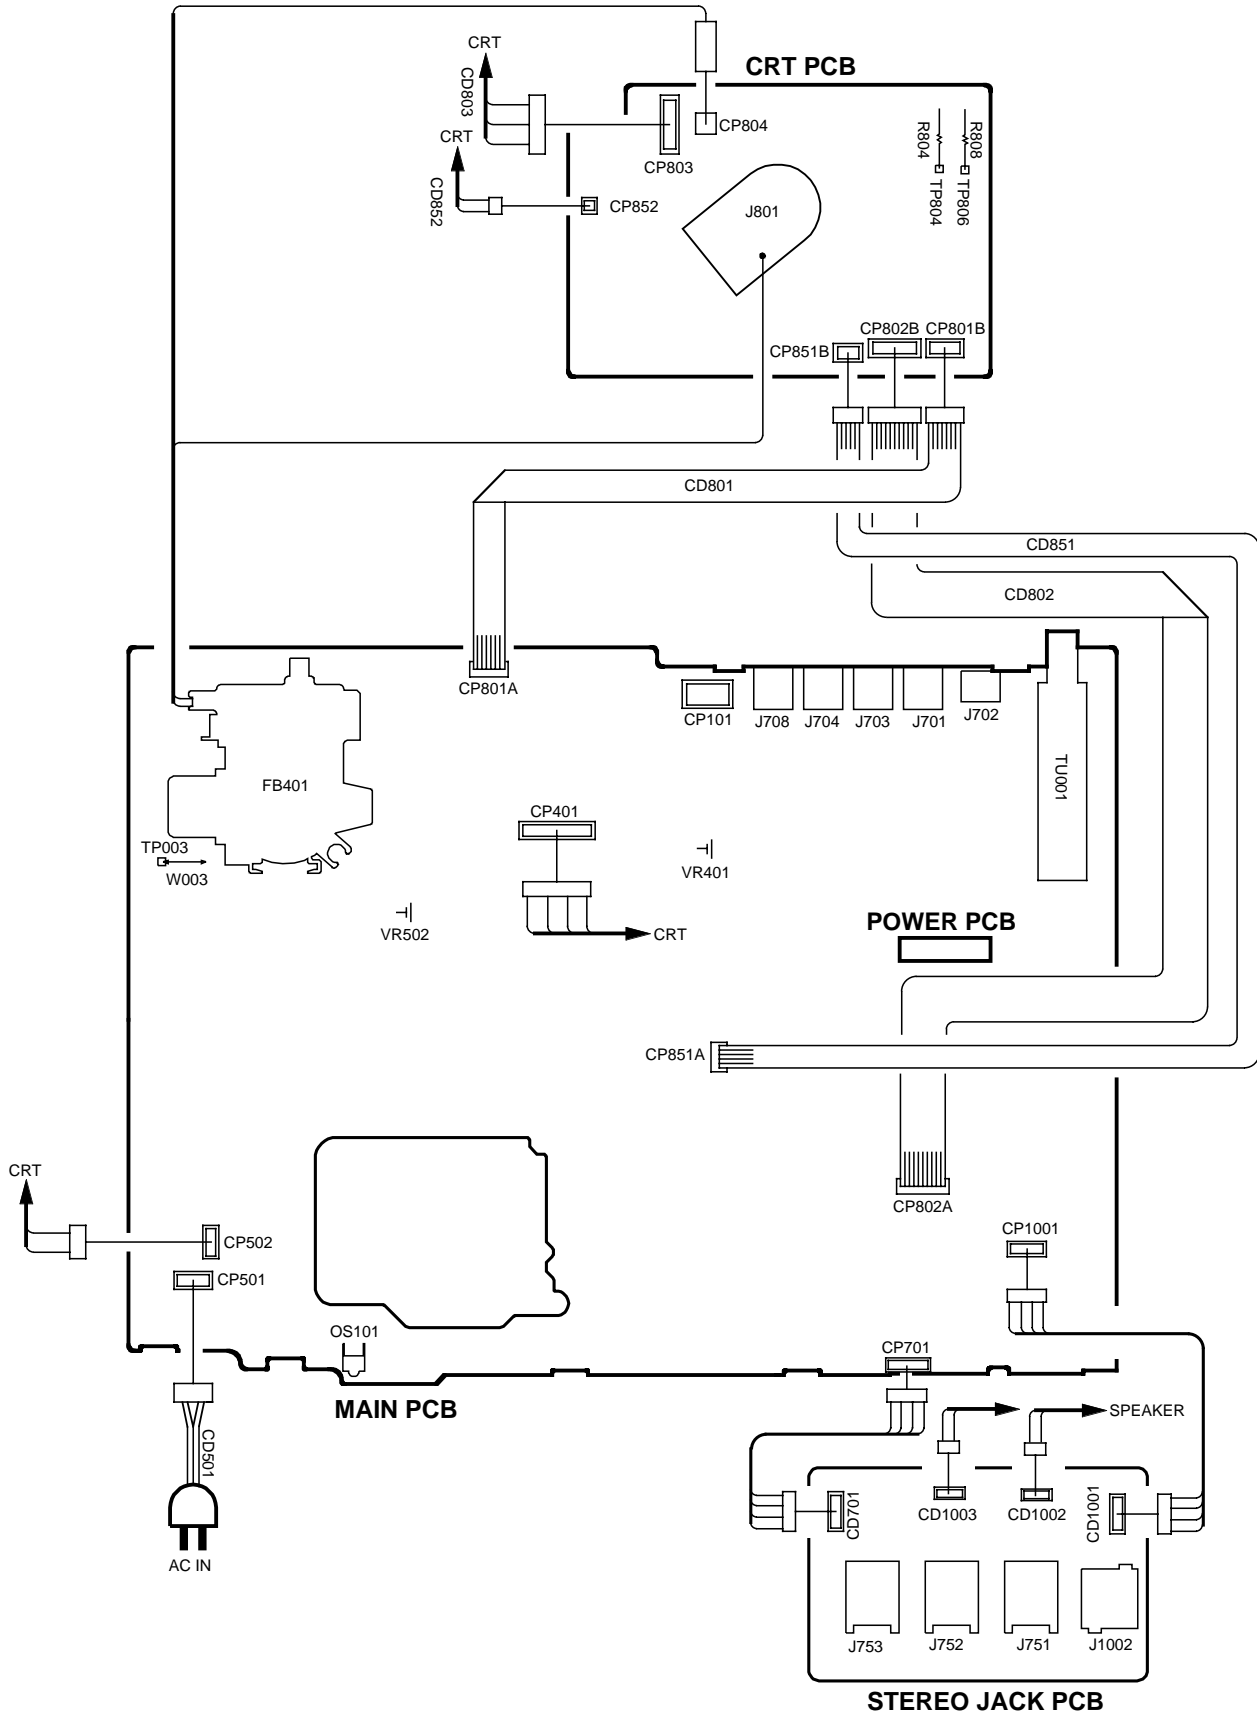 CRT
CRT PCB
CD803
CP804
R804
R808
CRT
CP803
TP804
TP806
CD852
CP852
J801
CP802B
CP801B
CP851B
CD801
CD851
CD802
CP801A
CP101
J708
J704
J703
J701
J702
TU001
FB401
CP401
TP003
W003
VR401
VR502
CRT
POWER PCB
CP851A
CRT
CP802A
CP502
CP1001
CP501
OS101
CP701
MAIN PCB
SPEAKER
CD501
CD701
CD1003
CD1002
CD1001
AC IN
J753
J752
J751
J1002
STEREO JACK PCB